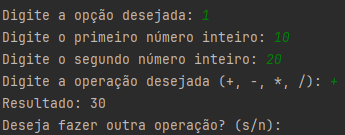 Digite a opção desejada: 1
Digite o primeiro número inteiro: 10
Digite o segundo número inteiro: 20
Digite a operação desejada (+, -, *, /): +
Resultado: 30
Deseja fazer outra operação? (s/n):